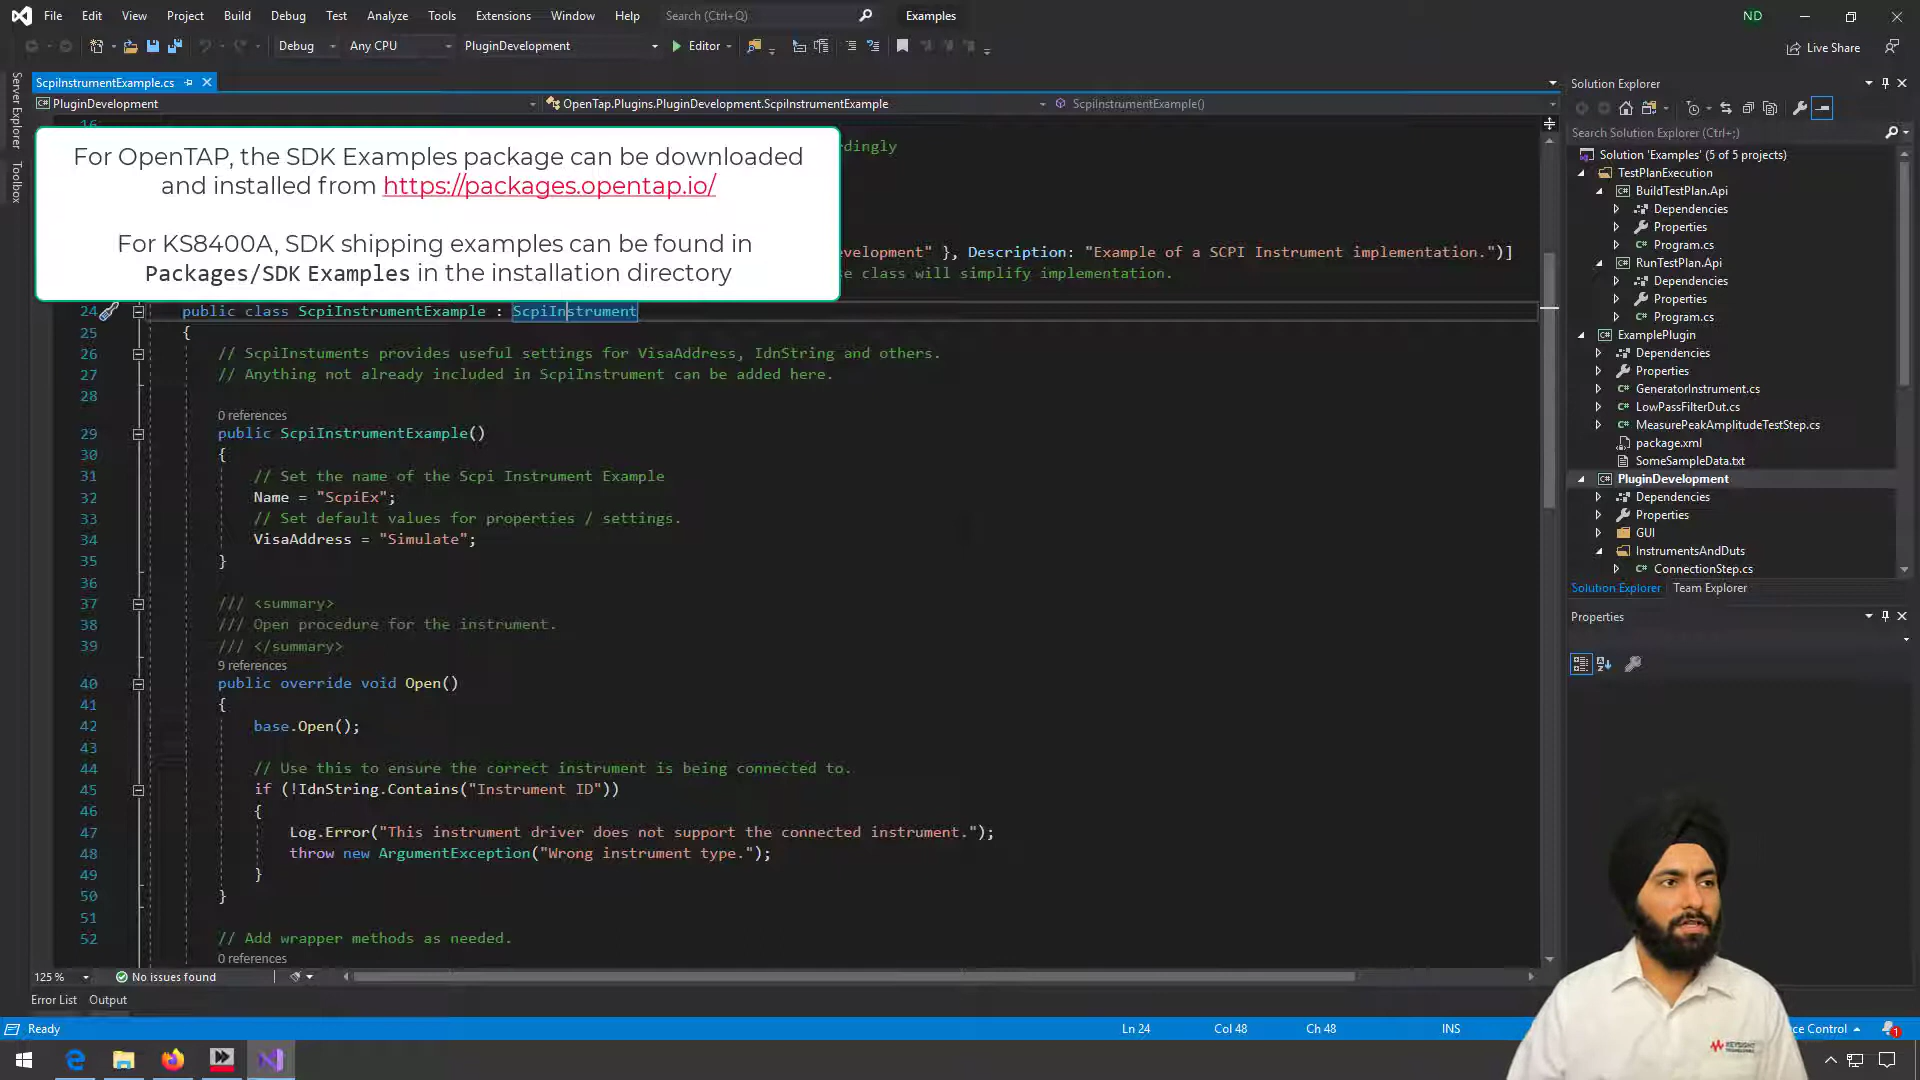 File Edit View Project Build Debug Test Analyze Tools Extensions Window Help Search (Ctrl+Q) Examples ND
Debug Any CPU PluginDevelopment Editor Live Share
Server Explorer
Toolbox
ScpiInstrumentExample.cs
PluginDevelopment OpenTap.Plugins.PluginDevelopment.ScpiInstrumentExample ScpiInstrumentExample()
16
For OpenTAP, the SDK Examples package can be downloaded
and installed from https://packages.opentap.io/
For KS8400A, SDK shipping examples can be found in
Packages/SDK Examples in the installation directory
rdingly
evelopment" }, Description: "Example of a SCPI Instrument implementation.")]
se class will simplify implementation.
24 public class ScpiInstrumentExample : ScpiInstrument
25 {
26 // ScpiInstuments provides useful settings for VisaAddress, IdnString and others.
27 // Anything not already included in ScpiInstrument can be added here.
28
0 references
29 public ScpiInstrumentExample()
30 {
31 // Set the name of the Scpi Instrument Example
32 Name = "ScpiEx";
33 // Set default values for properties / settings.
34 VisaAddress = "Simulate";
35 }
36
37 /// <summary>
38 /// Open procedure for the instrument.
39 /// </summary>
9 references
40 public override void Open()
41 {
42 base.Open();
43
44 // Use this to ensure the correct instrument is being connected to.
45 if (!IdnString.Contains("Instrument ID"))
46 {
47 Log.Error("This instrument driver does not support the connected instrument.");
48 throw new ArgumentException("Wrong instrument type.");
49 }
50 }
51
52 // Add wrapper methods as needed.
0 references
125 % No issues found
Error List Output
Ready Ln 24 Col 48 Ch 48 INS ce Control 1
Solution Explorer
Search Solution Explorer (Ctrl+;)
Solution 'Examples' (5 of 5 projects)
TestPlanExecution
BuildTestPlan.Api
Dependencies
Properties
Program.cs
RunTestPlan.Api
Dependencies
Properties
Program.cs
ExamplePlugin
Dependencies
Properties
GeneratorInstrument.cs
LowPassFilterDut.cs
MeasurePeakAmplitudeTestStep.cs
package.xml
SomeSampleData.txt
PluginDevelopment
Dependencies
Properties
GUI
InstrumentsAndDuts
ConnectionStep.cs
Solution Explorer Team Explorer
Properties
KEYSIGHT